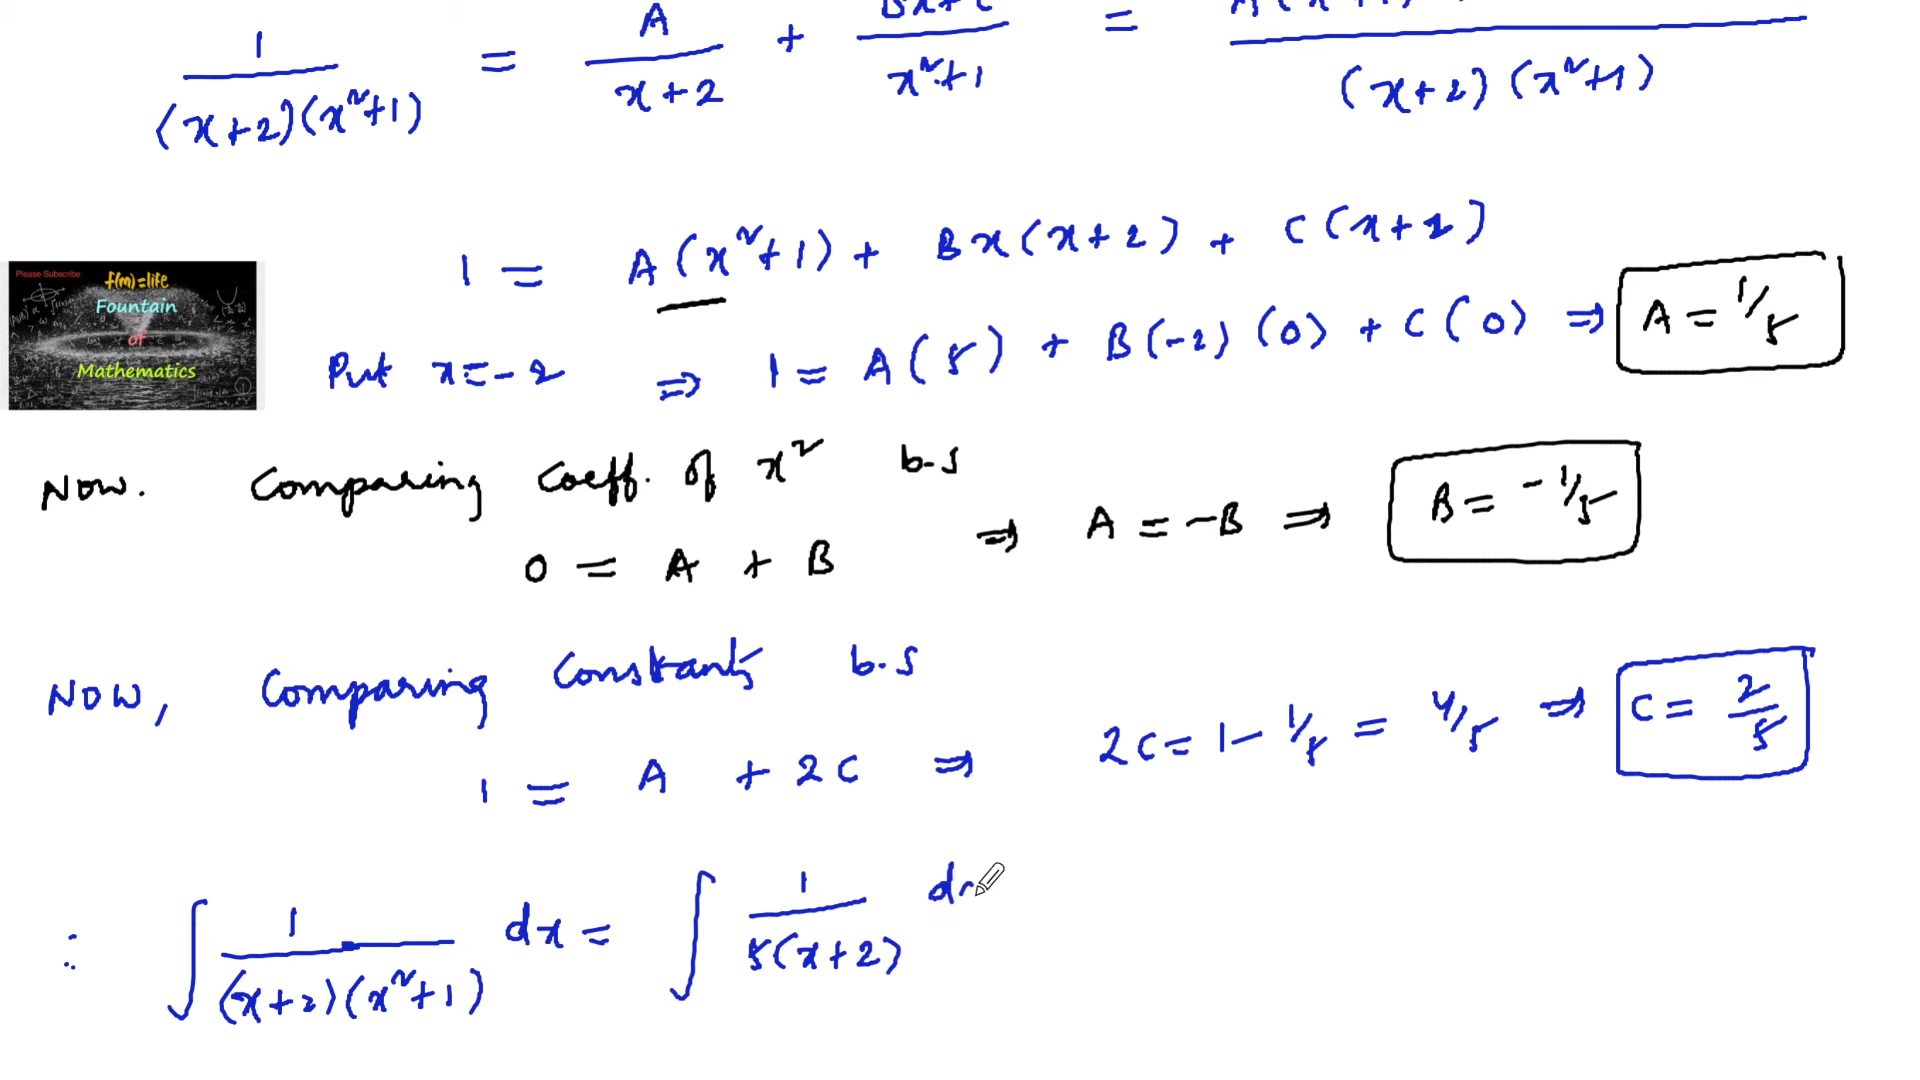 1/((x+2)(x²+1)) = A/(x+2) + (Bx+C)/(x²+1) = /((x+2)(x²+1))
1 = A(x²+1) + Bx(x+2) + C(x+2)
Please Subscribe
f(m)=life
Fountain
of
Mathematics
Put x=-2 ⇒ 1 = A(5) + B(-2)(0) + C(0) ⇒ A = 1/5
Now. Comparing Coeff. of x² b.s
0 = A + B ⇒ A = -B ⇒ B = -1/5
Now, Comparing Constants b.s
1 = A + 2C ⇒ 2C = 1 - 1/5 = 4/5 ⇒ C = 2/5
∴ ∫ 1/((x+2)(x²+1)) dx = ∫ 1/(5(x+2)) d